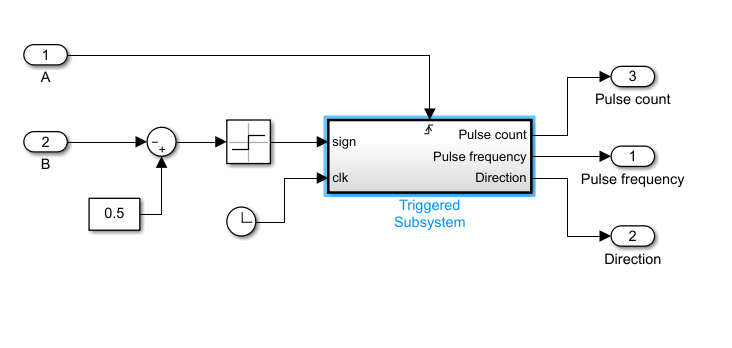 1
A
2
B
0.5
−
+
sign
clk
Pulse count
Pulse frequency
Direction
Triggered
Subsystem
3
Pulse count
1
Pulse frequency
2
Direction